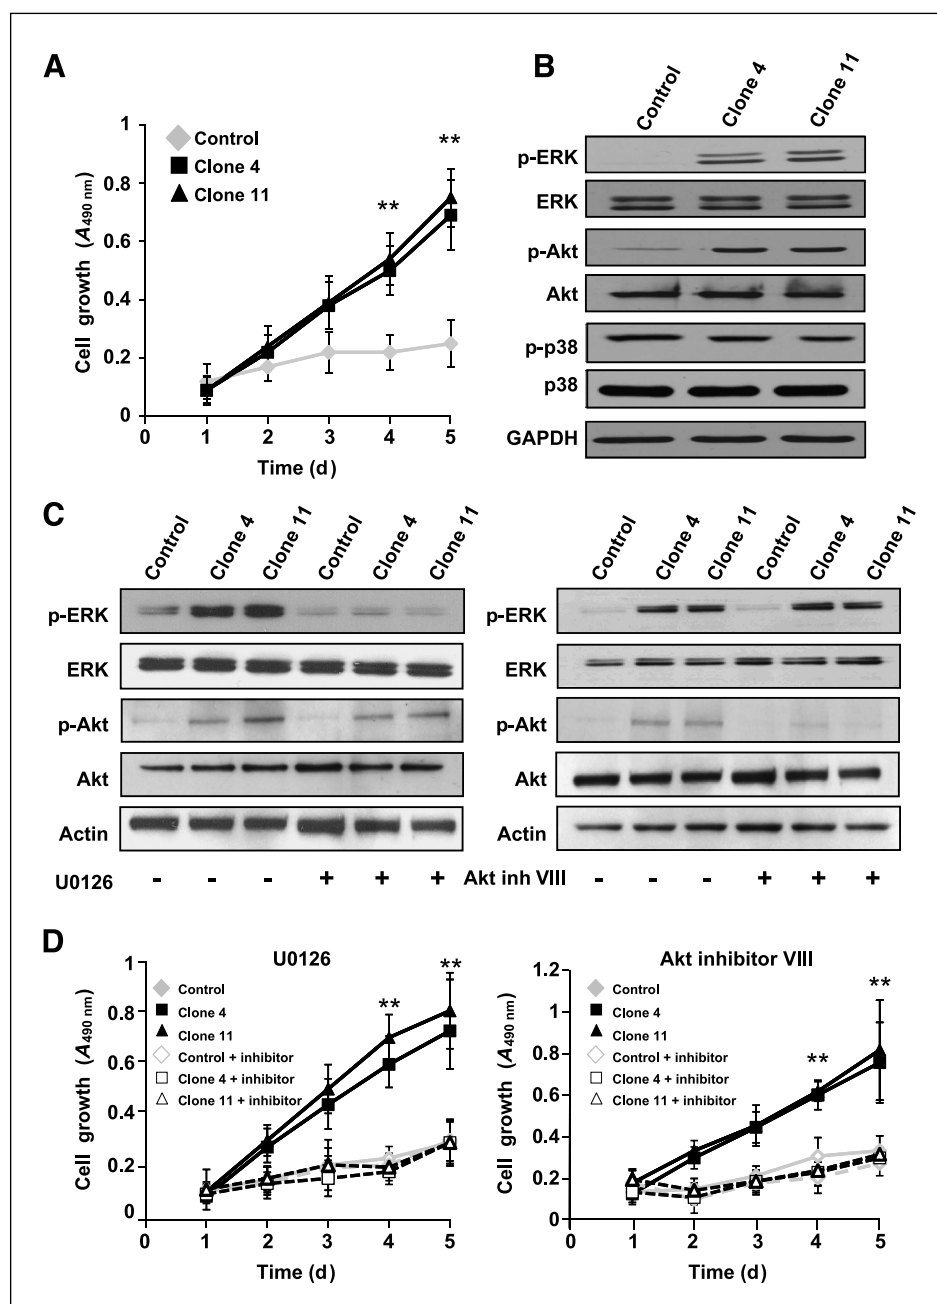 A
B
Control
Clone 4
Clone 11
1
0.8
0.6
0.4
0.2
0
0
1
2
3
4
5
Cell growth (A490 nm)
Time (d)
Control
Clone 4
Clone 11
**
**
p-ERK
ERK
p-Akt
Akt
p-p38
p38
GAPDH
C
Control
Clone 4
Clone 11
Control
Clone 4
Clone 11
p-ERK
ERK
p-Akt
Akt
Actin
U0126
- - - + + +
Control
Clone 4
Clone 11
Control
Clone 4
Clone 11
p-ERK
ERK
p-Akt
Akt
Actin
Akt inh VIII
- - - + + +
D
U0126
1
0.8
0.6
0.4
0.2
0
0
1
2
3
4
5
Cell growth (A490 nm)
Time (d)
Control
Clone 4
Clone 11
Control + inhibitor
Clone 4 + inhibitor
Clone 11 + inhibitor
**
**
Akt inhibitor VIII
1.2
1
0.8
0.6
0.4
0.2
0
0
1
2
3
4
5
Cell growth (A490 nm)
Time (d)
Control
Clone 4
Clone 11
Control + inhibitor
Clone 4 + inhibitor
Clone 11 + inhibitor
**
**